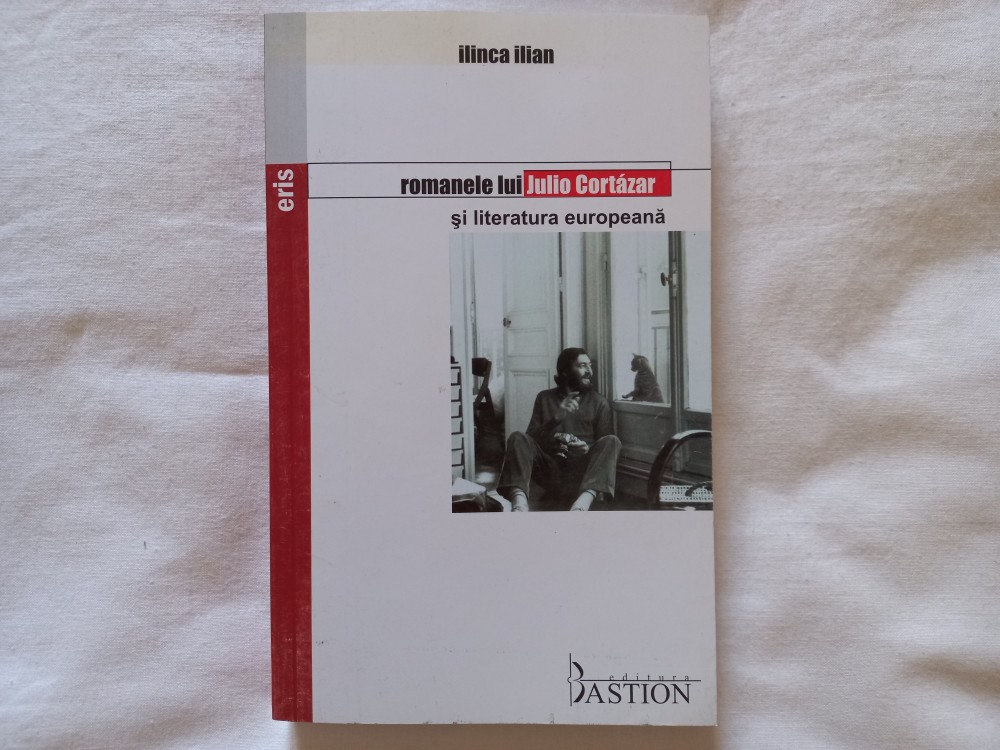 ilinca ilian
eris
romanele lui Julio Cortázar
şi literatura europeană
editura
BASTION